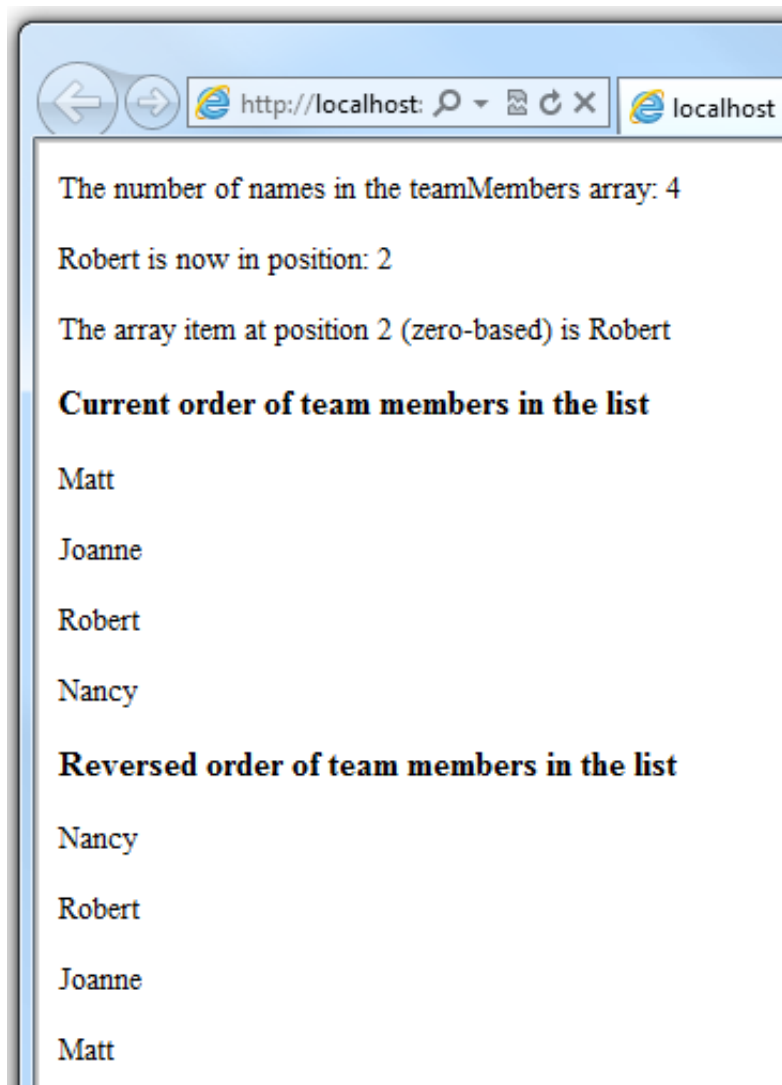 http://localhost:
localhost
The number of names in the teamMembers array: 4
Robert is now in position: 2
The array item at position 2 (zero-based) is Robert
Current order of team members in the list
Matt
Joanne
Robert
Nancy
Reversed order of team members in the list
Nancy
Robert
Joanne
Matt